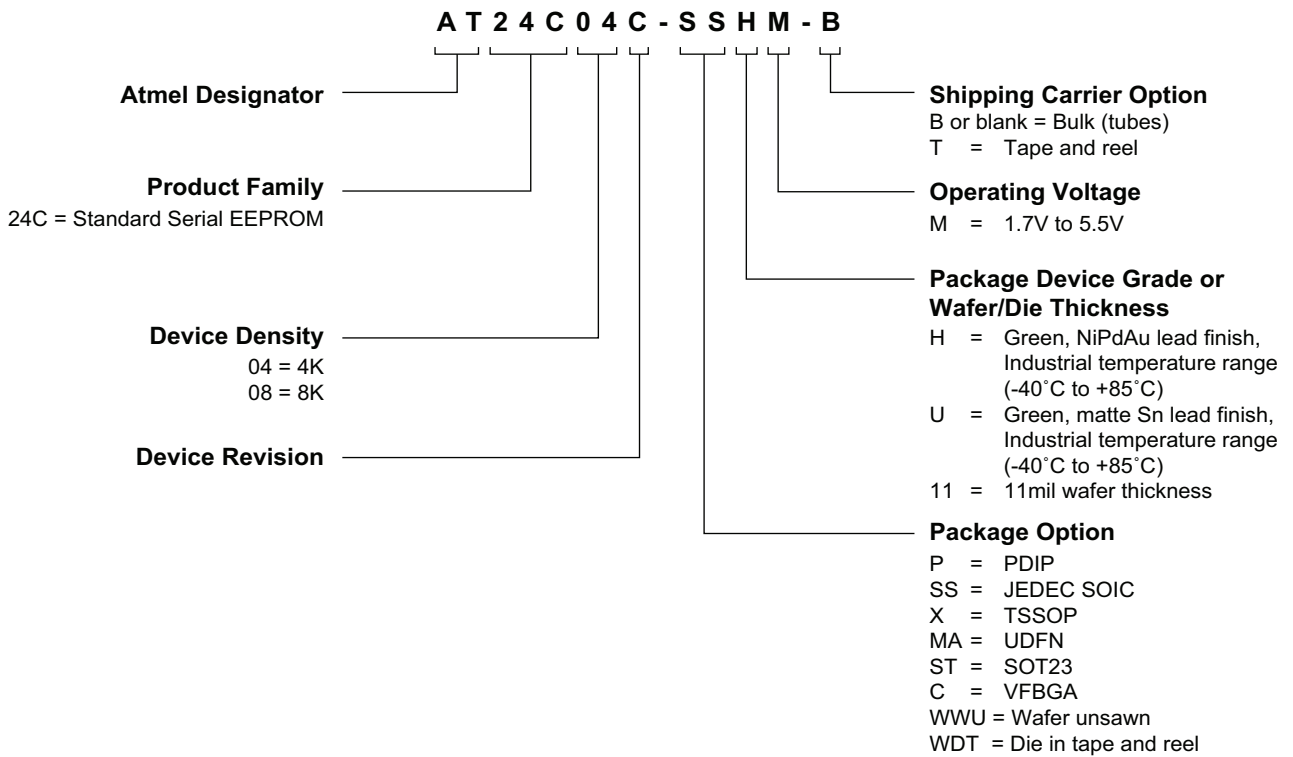 AT24C04C-SSHM-B
Atmel Designator
Product Family
24C = Standard Serial EEPROM
Device Density
04 = 4K
08 = 8K
Device Revision
Shipping Carrier Option
B or blank = Bulk (tubes)
T = Tape and reel
Operating Voltage
M = 1.7V to 5.5V
Package Device Grade or
Wafer/Die Thickness
H = Green, NiPdAu lead finish,
Industrial temperature range
(-40˚C to +85˚C)
U = Green, matte Sn lead finish,
Industrial temperature range
(-40˚C to +85˚C)
11 = 11mil wafer thickness
Package Option
P = PDIP
SS = JEDEC SOIC
X = TSSOP
MA = UDFN
ST = SOT23
C = VFBGA
WWU = Wafer unsawn
WDT = Die in tape and reel